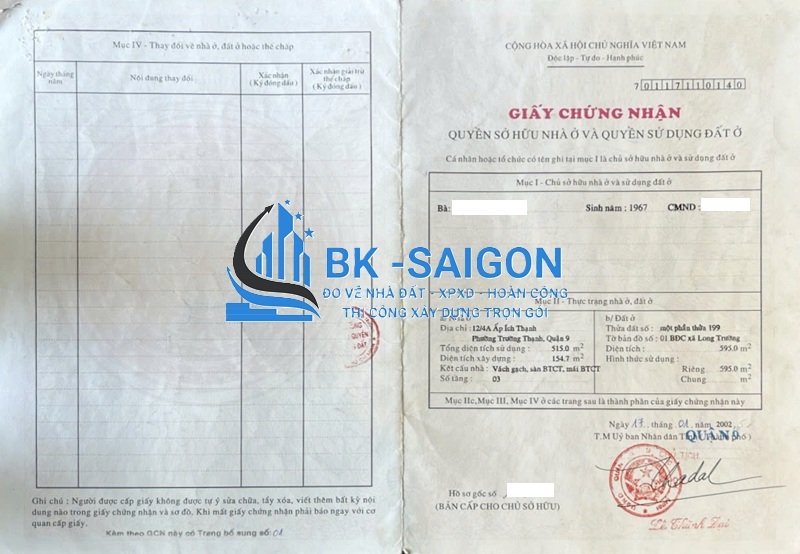 Mục IV - Thay đổi về nhà ở, đất ở hoặc thế chấp
Ngày tháng năm
Nội dung thay đổi
Xác nhận (Ký đóng dấu)
Xác nhận giải trừ thế chấp (Ký đóng dấu)
Ghi chú : Người được cấp giấy không được tự ý sửa chữa, tẩy xóa, viết thêm bất kỳ nội
dung nào trong giấy chứng nhận và sơ đồ. Khi mất giấy chứng nhận phải báo ngay với cơ
quan cấp giấy.
Kèm theo GCN này có Trang bổ sung số: 01
BK -SAIGON
ĐO VẼ NHÀ ĐẤT - XPXD - HOÀN CÔNG
THI CÔNG XÂY DỰNG TRỌN GÓI
CỘNG HÒA XÃ HỘI CHỦ NGHĨA VIỆT NAM
Độc lập - Tự do - Hạnh phúc
7 0 1 1 7 1 1 0 1 4 0
GIẤY CHỨNG NHẬN
QUYỀN SỞ HỮU NHÀ Ở VÀ QUYỀN SỬ DỤNG ĐẤT Ở
Cá nhân hoặc tổ chức có tên ghi tại mục I là chủ sở hữu nhà ở và sử dụng đất ở
Mục I - Chủ sở hữu nhà ở và sử dụng đất ở
Bà: Sinh năm : 1967 CMND :
Mục II - Thực trạng nhà ở, đất ở
a/ Nhà ở
Địa chỉ : 12/4A Ấp Ích Thạnh
Phường Trường Thạnh, Quận 9
Tổng diện tích sử dụng : 515.0 m2
Diện tích xây dựng : 154.7 m2
Kết cấu nhà : Vách gạch, sàn BTCT, mái BTCT
Số tầng : 03
b/ Đất ở
Thửa đất số : một phần thửa 199
Tờ bản đồ số : 01 BĐC xã Long Trường
Diện tích : 595.0 m2
Hình thức sử dụng :
Riêng 595.0 m2
Chung m2
Mục IIc, Mục III, Mục IV ở các trang sau là thành phần của giấy chứng nhận này
Ngày 17. tháng 01. năm 2002
T.M Uỷ ban Nhân dân
QUẬN 9
CHỦ TỊCH
Hồ sơ gốc số
(BẢN CẤP CHO CHỦ SỞ HỮU)